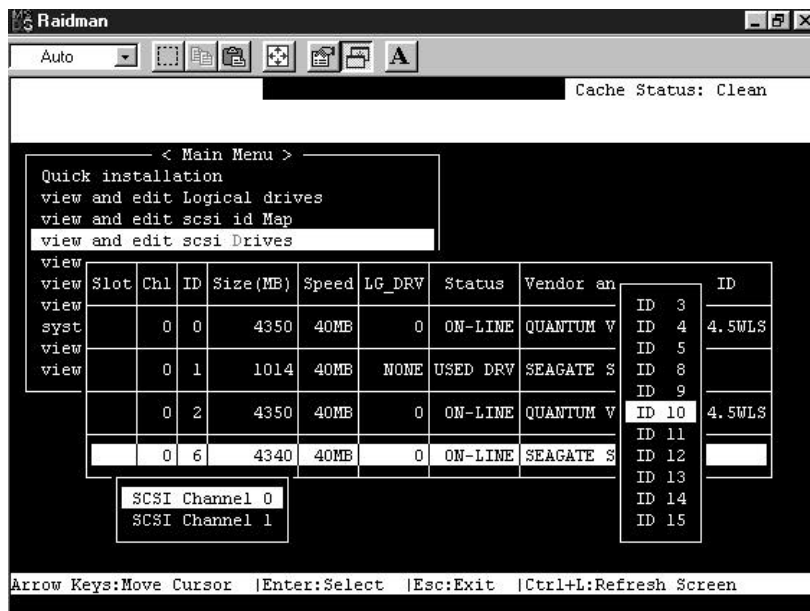 Raidman
Auto
A
Cache Status: Clean
< Main Menu >
Quick installation
view and edit Logical drives
view and edit scsi id Map
view and edit scsi Drives
view
view
view
syst
view
view
Slot Chl ID Size(MB) Speed LG_DRV Status Vendor an ID
0 0 4350 40MB 0 ON-LINE QUANTUM V 4.5WLS
0 1 1014 40MB NONE USED DRV SEAGATE S
0 2 4350 40MB 0 ON-LINE QUANTUM V 4.5WLS
0 6 4340 40MB 0 ON-LINE SEAGATE S
ID 3
ID 4
ID 5
ID 8
ID 9
ID 10
ID 11
ID 12
ID 13
ID 14
ID 15
SCSI Channel 0
SCSI Channel 1
Arrow Keys:Move Cursor |Enter:Select |Esc:Exit |Ctrl+L:Refresh Screen